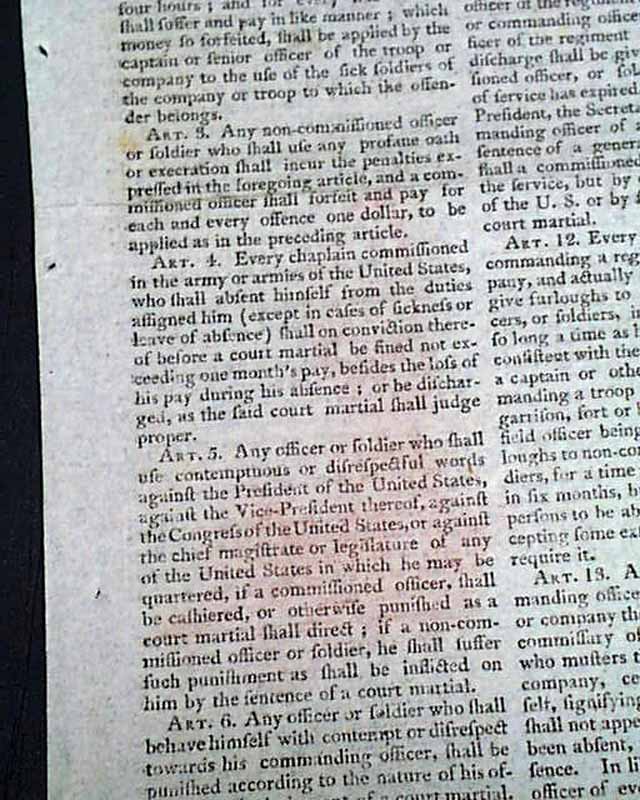 four hours ; and for every
ſhall ſuffer and pay in like manner ; which
money ſo forfeited, ſhall be applied by the
captain or ſenior officer of the troop or
company to the uſe of the ſick ſoldiers of
the company or troop to which the offen-
der belongs.
ART. 3. Any non-commiſſioned officer
or ſoldier who ſhall uſe any profane oath
or execration ſhall incur the penalties ex-
preſſed in the foregoing article, and a com-
miſſioned officer ſhall forfeit and pay for
each and every offence one dollar, to be
applied as in the preceding article.
ART. 4. Every chaplain commiſſioned
in the army or armies of the United States,
who ſhall abſent himſelf from the duties
aſſigned him (except in caſes of ſickneſs or
leave of abſence) ſhall on conviction there-
of before a court martial be fined not ex-
ceeding one month's pay, beſides the loſs of
his pay during his abſence ; or be diſchar-
ged, as the ſaid court martial ſhall judge
proper.
ART. 5. Any officer or ſoldier who ſhall
uſe contemptuous or diſreſpectful words
againſt the Preſident of the United States,
againſt the Vice-Preſident thereof, againſt
the Congreſs of the United States, or againſt
the chief magiſtrate or legiſlature of any
of the United States in which he may be
quartered, if a commiſſioned officer, ſhall
be caſhiered, or otherwiſe puniſhed as a
court martial ſhall direct ; if a non-com-
miſſioned officer or ſoldier, he ſhall ſuffer
ſuch puniſhment as ſhall be inflicted on
him by the ſentence of a court martial.
ART. 6. Any officer or ſoldier who ſhall
behave himſelf with contempt or diſreſpect
towards his commanding officer, ſhall be
puniſhed according to the nature of his of-
court martial.
officer of the regiment
or commanding office
ficer of the regiment
diſcharge ſhall be giv
ſioned officer, or ſol
of ſervice has expired
Preſident, the Secret
manding officer of
ſentence of a genera
ſhall a commiſſioned
the ſervice, but by
of the U. S. or by ſ
court martial.
ART. 12. Every
commanding a reg
pany, and actually
give furloughs to
cers, or ſoldiers, i
ſo long a time as
conſiſtent with the
a captain or othe
manding a troop
garriſon, fort or
field officer being
loughs to non-co
diers, for a time
in ſix months, b
perſons to be ab
cepting ſome ex
require it.
ART. 13. A
manding office
or company th
commiſſary of
who muſters t
company, ce
ſelf, ſignifying
ſhall not appe
been abſent,
ſence. In li
officer of eve